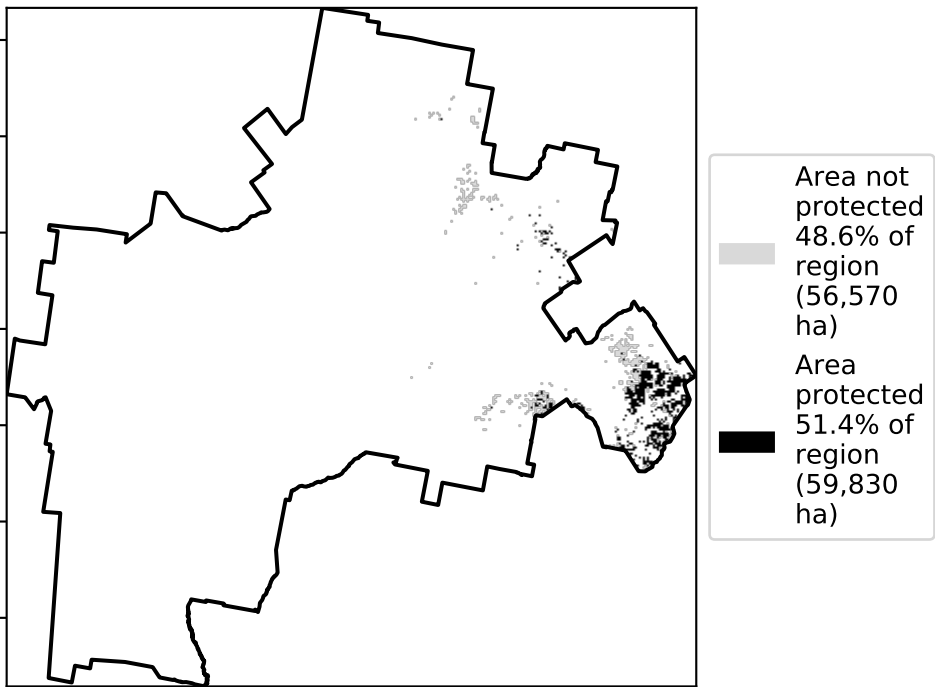 Area not
protected
48.6% of
region
(56,570
ha)
Area
protected
51.4% of
region
(59,830
ha)